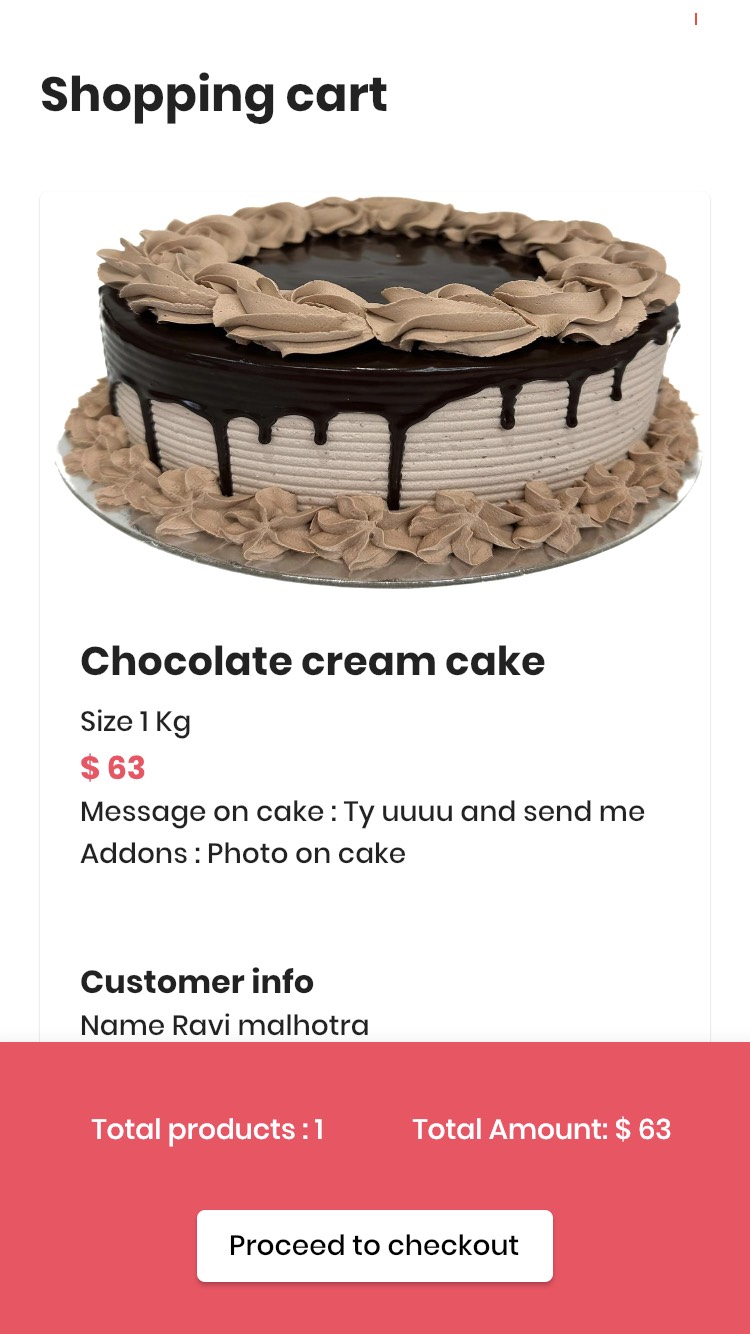 Shopping cart
Chocolate cream cake
Size 1 Kg
$ 63
Message on cake : Ty uuuu and send me
Addons : Photo on cake
Customer info
Name Ravi malhotra
Total products : 1
Total Amount: $ 63
Proceed to checkout